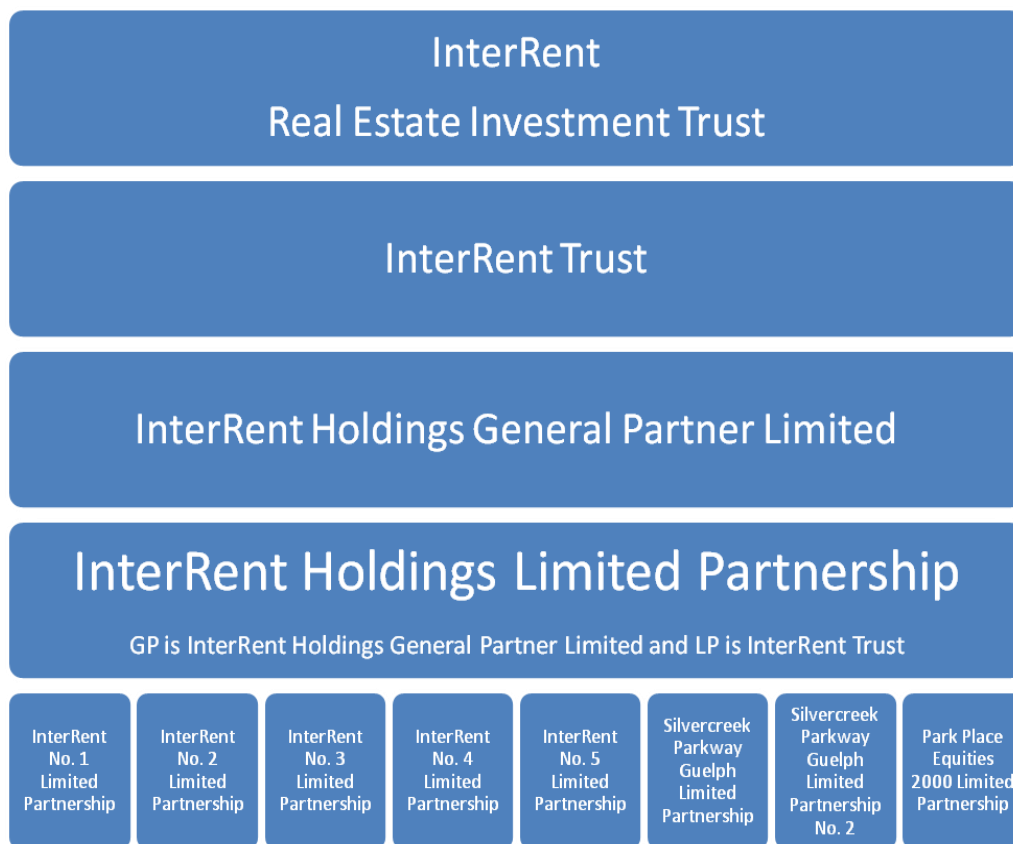 InterRent
Real Estate Investment Trust
InterRent Trust
InterRent Holdings General Partner Limited
InterRent Holdings Limited Partnership
GP is InterRent Holdings General Partner Limited and LP is InterRent Trust
InterRent
No. 1
Limited
Partnership
InterRent
No. 2
Limited
Partnership
InterRent
No. 3
Limited
Partnership
InterRent
No. 4
Limited
Partnership
InterRent
No. 5
Limited
Partnership
Silvercreek
Parkway
Guelph
Limited
Partnership
Silvercreek
Parkway
Guelph
Limited
Partnership
No. 2
Park Place
Equities
2000 Limited
Partnership